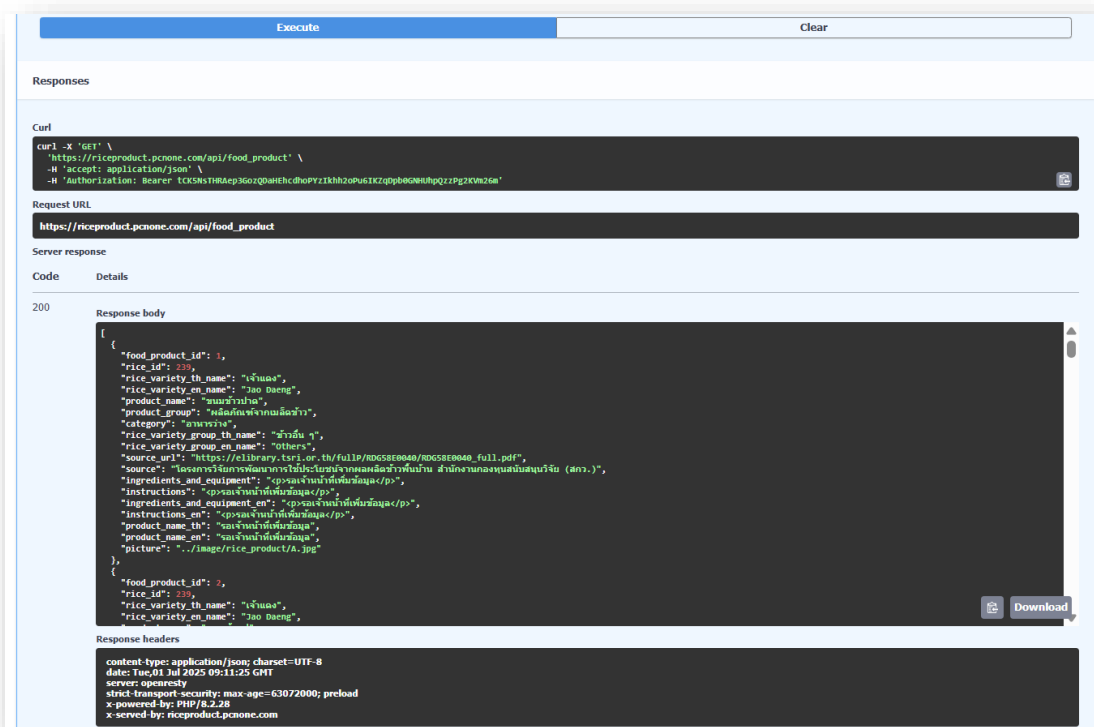 Execute
Clear
Responses
Curl
curl -X 'GET' \
'https://riceproduct.pcnone.com/api/food_product' \
-H 'accept: application/json' \
-H 'Authorization: Bearer
Request URL
https://riceproduct.pcnone.com/api/food_product
Server response
Code
Details
200
Response body
[
{
"food_product_id": 1,
"rice_id": 239,
"rice_variety_th_name": "เจ้าแดง",
"rice_variety_en_name": "Jao Daeng",
"product_name": "ขนมข้าวปาด",
"product_group": "ผลิตภัณฑ์จากเมล็ดข้าว",
"category": "อาหารว่าง",
"rice_variety_group_th_name": "ข้าวอื่น ๆ",
"rice_variety_group_en_name": "Others",
"source_url": "https://elibrary.tsri.or.th/fullP/RDG58E0040/RDG58E0040_full.pdf",
"source": "โครงการวิจัยการพัฒนาการใช้ประโยชน์จากผลผลิตข้าวพื้นบ้าน สำนักงานกองทุนสนับสนุนวิจัย (สกว.)",
"ingredients_and_equipment": "<p>รอเจ้าหน้าที่เพิ่มข้อมูล</p>",
"instructions": "<p>รอเจ้าหน้าที่เพิ่มข้อมูล</p>",
"ingredients_and_equipment_en": "<p>รอเจ้าหน้าที่เพิ่มข้อมูล</p>",
"instructions_en": "<p>รอเจ้าหน้าที่เพิ่มข้อมูล</p>",
"product_name_th": "รอเจ้าหน้าที่เพิ่มข้อมูล",
"product_name_en": "รอเจ้าหน้าที่เพิ่มข้อมูล",
"picture": "../image/rice_product/A.jpg"
},
{
"food_product_id": 2,
"rice_id": 239,
"rice_variety_th_name": "เจ้าแดง",
"rice_variety_en_name": "Jao Daeng",
Download
Response headers
content-type: application/json; charset=UTF-8
date: Tue,01 Jul 2025 09:11:25 GMT
server: openresty
strict-transport-security: max-age=63072000; preload
x-powered-by: PHP/8.2.28
x-served-by: riceproduct.pcnone.com